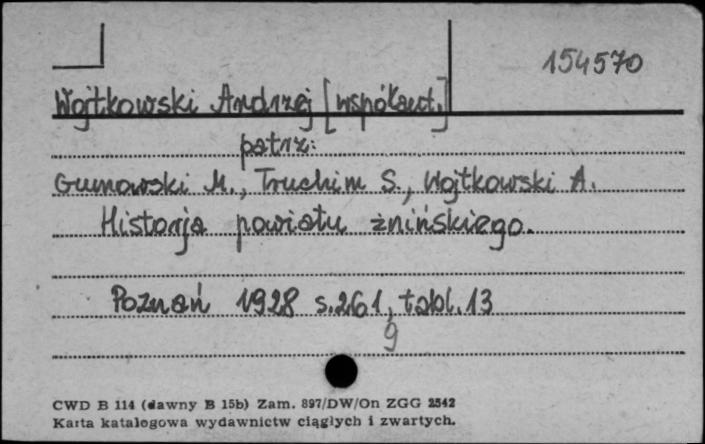 154570
Wojtkowski Andrzej [współaut.]
patrz:
Gumowski M., Truchim S., Wojtkowski A.
Historja powiatu żnińskiego.
Poznań 1928 s.261, tabl.13
9
CWD B 114 (dawny B 15b) Zam. 897/DW/On ZGG 2542
Karta katalogowa wydawnictw ciągłych i zwartych.